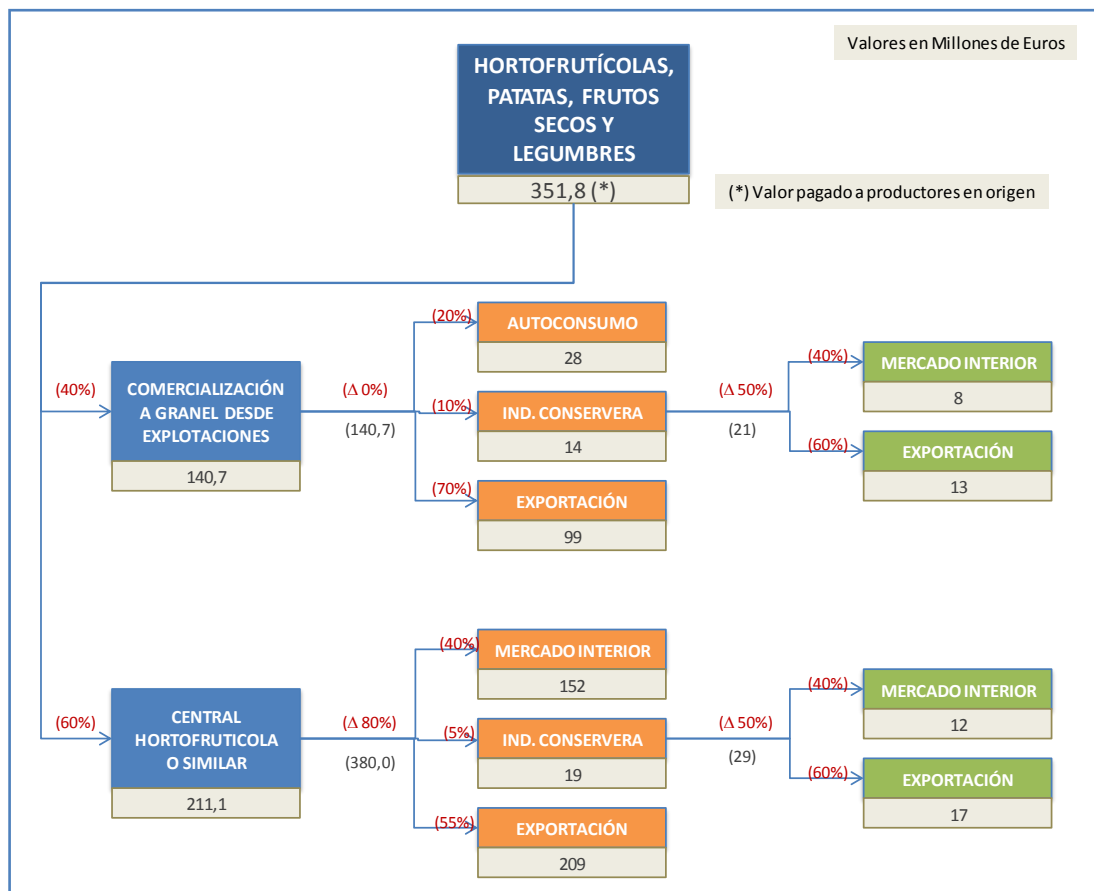 Valores en Millones de Euros
HORTOFRUTÍCOLAS,
PATATAS, FRUTOS
SECOS Y
LEGUMBRES
351,8 (*)
(*) Valor pagado a productores en origen
(40%)
COMERCIALIZACIÓN
A GRANEL DESDE
EXPLOTACIONES
140,7
(Δ 0%)
(140,7)
(20%)
AUTOCONSUMO
28
(10%)
IND. CONSERVERA
14
(70%)
EXPORTACIÓN
99
(Δ 50%)
(21)
(40%)
MERCADO INTERIOR
8
(60%)
EXPORTACIÓN
13
(60%)
CENTRAL
HORTOFRUTICOLA
O SIMILAR
211,1
(Δ 80%)
(380,0)
(40%)
MERCADO INTERIOR
152
(5%)
IND. CONSERVERA
19
(55%)
EXPORTACIÓN
209
(Δ 50%)
(29)
(40%)
MERCADO INTERIOR
12
(60%)
EXPORTACIÓN
17